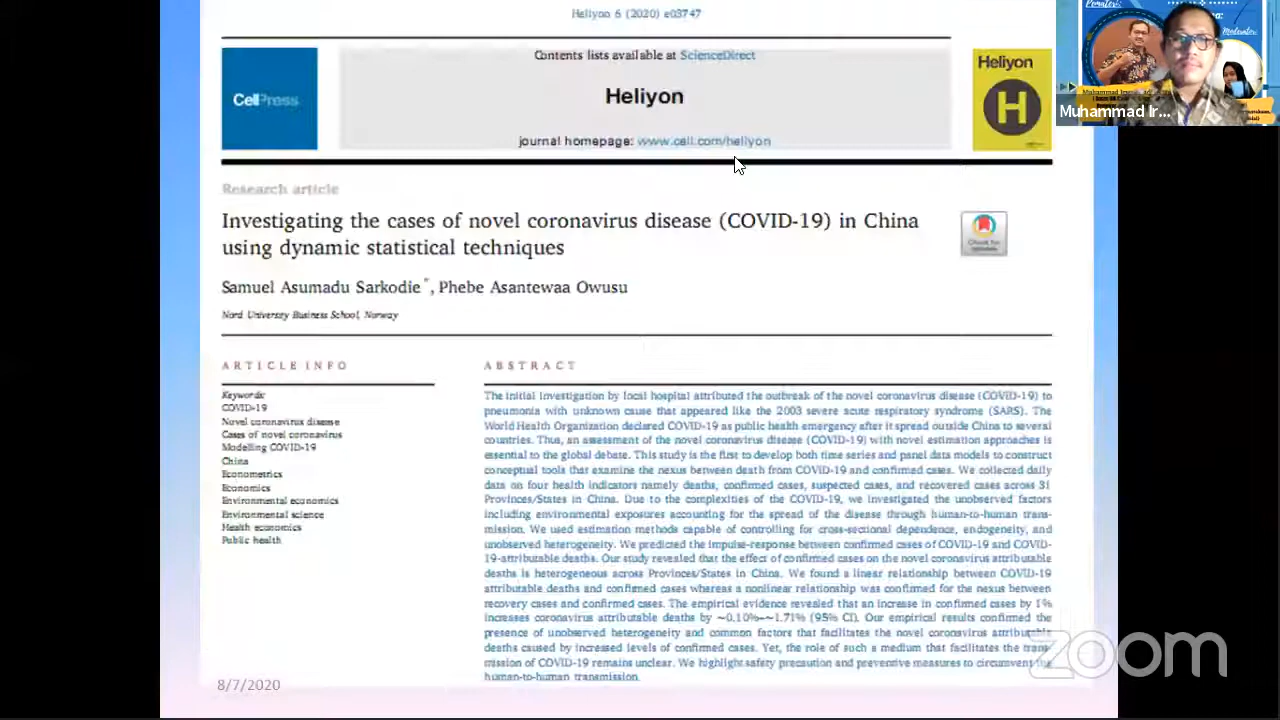 Heliyon 6 (2020) e03747
Contents lists available at ScienceDirect
CellPress
Heliyon
journal homepage: www.cell.com/heliyon
Heliyon
H
Pemateri:
Moderator:
Muhammad Ir...
Research article
Investigating the cases of novel coronavirus disease (COVID-19) in China
using dynamic statistical techniques
Check for
updates
Samuel Asumadu Sarkodie*, Phebe Asantewaa Owusu
Nord University Business School, Norway
ARTICLE INFO
Keywords:
COVID-19
Novel coronavirus disease
Cases of novel coronavirus
Modelling COVID-19
China
Econometrics
Economics
Environmental economics
Environmental science
Health economics
Public health
ABSTRACT
The initial investigation by local hospital attributed the outbreak of the novel coronavirus disease (COVID-19) to
pneumonia with unknown cause that appeared like the 2003 severe acute respiratory syndrome (SARS). The
World Health Organization declared COVID-19 as public health emergency after it spread outside China to several
countries. Thus, an assessment of the novel coronavirus disease (COVID-19) with novel estimation approaches is
essential to the global debate. This study is the first to develop both time series and panel data models to construct
conceptual tools that examine the nexus between death from COVID-19 and confirmed cases. We collected daily
data on four health indicators namely deaths, confirmed cases, suspected cases, and recovered cases across 31
Provinces/States in China. Due to the complexities of the COVID-19, we investigated the unobserved factors
including environmental exposures accounting for the spread of the disease through human-to-human trans-
mission. We used estimation methods capable of controlling for cross-sectional dependence, endogeneity, and
unobserved heterogeneity. We predicted the impulse-response between confirmed cases of COVID-19 and COVID-
19-attributable deaths. Our study revealed that the effect of confirmed cases on the novel coronavirus attributable
deaths is heterogeneous across Provinces/States in China. We found a linear relationship between COVID-19
attributable deaths and confirmed cases whereas a nonlinear relationship was confirmed for the nexus between
recovery cases and confirmed cases. The empirical evidence revealed that an increase in confirmed cases by 1%
increases coronavirus attributable deaths by ~0.10%–~1.71% (95% CI). Our empirical results confirmed the
presence of unobserved heterogeneity and common factors that facilitates the novel coronavirus attributable
deaths caused by increased levels of confirmed cases. Yet, the role of such a medium that facilitates the trans-
mission of COVID-19 remains unclear. We highlight safety precaution and preventive measures to circumvent the
human-to-human transmission.
8/7/2020
zoom